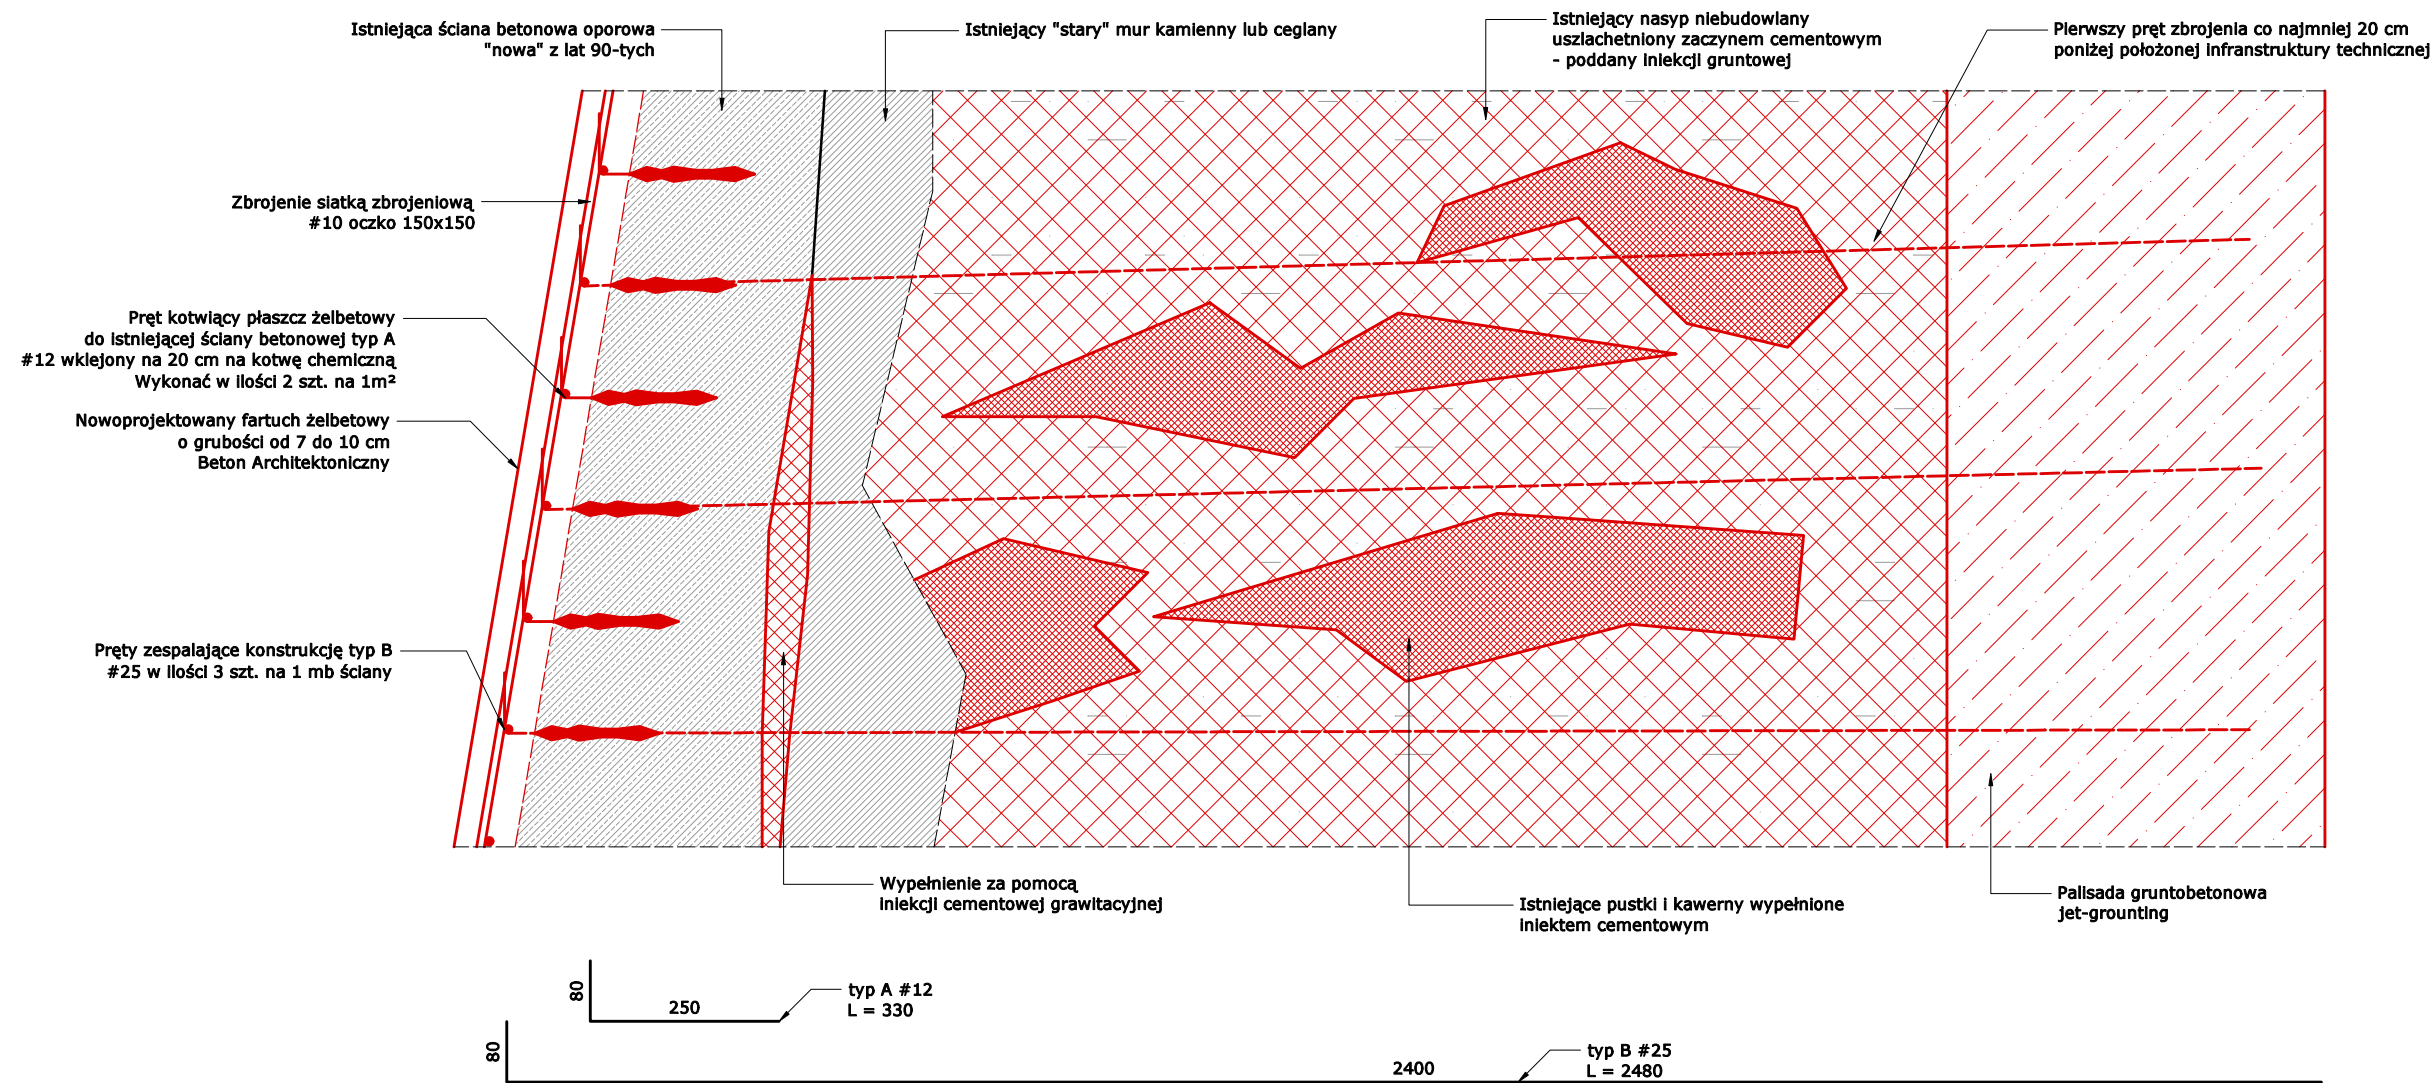 Istniejąca ściana betonowa oporowa
"nowa" z lat 90-tych
Istniejący "stary" mur kamienny lub ceglany
Istniejący nasyp niebudowlany
uszlachetniony zaczynem cementowym
- poddany iniekcji gruntowej
Pierwszy pręt zbrojenia co najmniej 20 cm
poniżej położonej infranstruktury technicznej
Zbrojenie siatką zbrojeniową
#10 oczko 150x150
Pręt kotwiący płaszcz żelbetowy
do istniejącej ściany betonowej typ A
#12 wklejony na 20 cm na kotwę chemiczną
Wykonać w ilości 2 szt. na 1m²
Nowoprojektowany fartuch żelbetowy
o grubości od 7 do 10 cm
Beton Architektoniczny
Pręty zespalające konstrukcję typ B
#25 w ilości 3 szt. na 1 mb ściany
Wypełnienie za pomocą
iniekcji cementowej grawitacyjnej
Istniejące pustki i kawerny wypełnione
iniektem cementowym
Palisada gruntobetonowa
jet-grounting
80
250
typ A #12
L = 330
80
2400
typ B #25
L = 2480